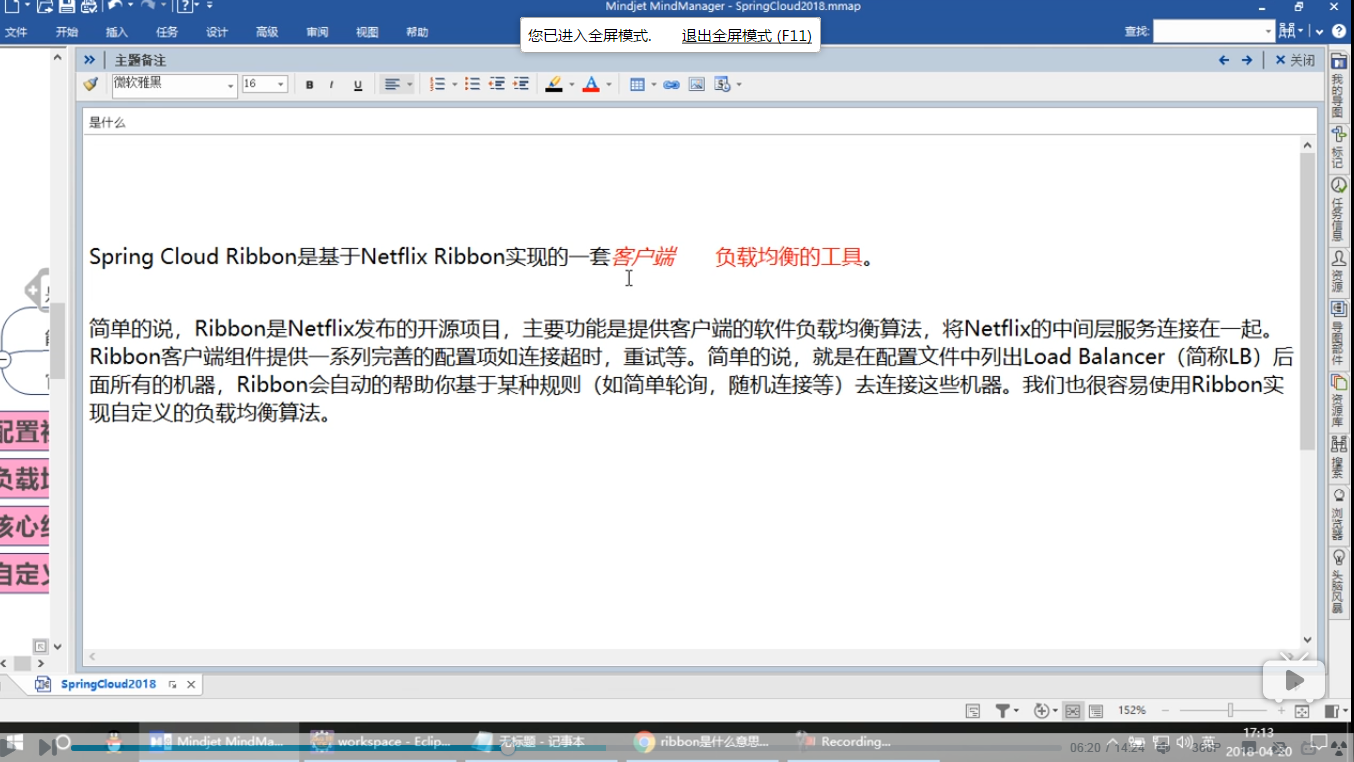 Mindjet MindManager - SpringCloud2018.mmap
文件 开始 插入 任务 设计 高级 审阅 视图 帮助
您已进入全屏模式. 退出全屏模式 (F11)
查找:
主题备注
关闭
微软雅黑 16 B I U
是什么
Spring Cloud Ribbon是基于Netflix Ribbon实现的一套客户端 负载均衡的工具。
简单的说，Ribbon是Netflix发布的开源项目，主要功能是提供客户端的软件负载均衡算法，将Netflix的中间层服务连接在一起。
Ribbon客户端组件提供一系列完善的配置项如连接超时，重试等。简单的说，就是在配置文件中列出Load Balancer（简称LB）后
面所有的机器，Ribbon会自动的帮助你基于某种规则（如简单轮询，随机连接等）去连接这些机器。我们也很容易使用Ribbon实
现自定义的负载均衡算法。
配置
负载
核心
自定
我的导图
标记
任务信息
资源
导图部件
资源库
搜索
浏览器
头脑风暴
SpringCloud2018
152%
Mindjet MindMa...
workspace - Eclip...
无标题 - 记事本
ribbon是什么意思...
Recording...
06:20 / 14:24
英
17:13
2018-04-20